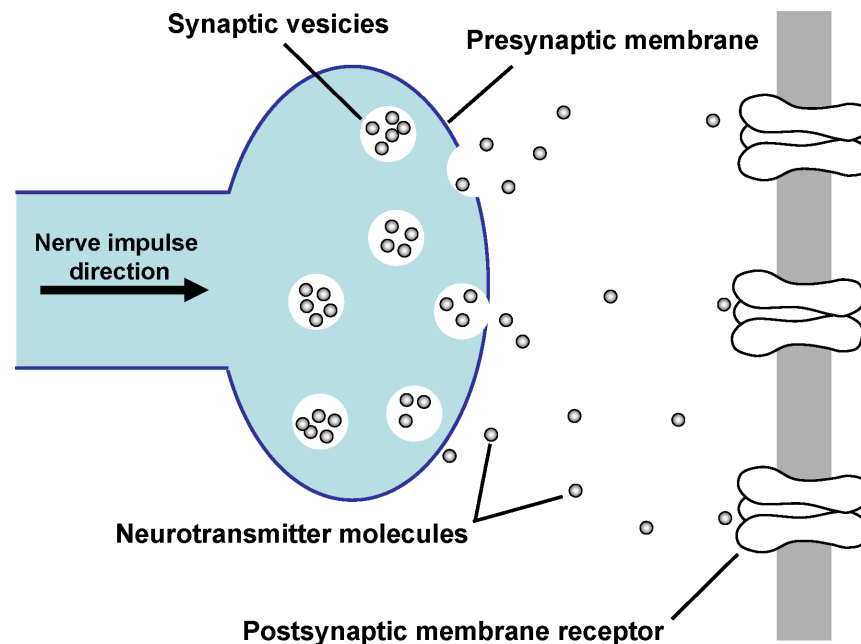 Synaptic vesicies
Presynaptic membrane
Nerve impulse
direction
Neurotransmitter molecules
Postsynaptic membrane receptor